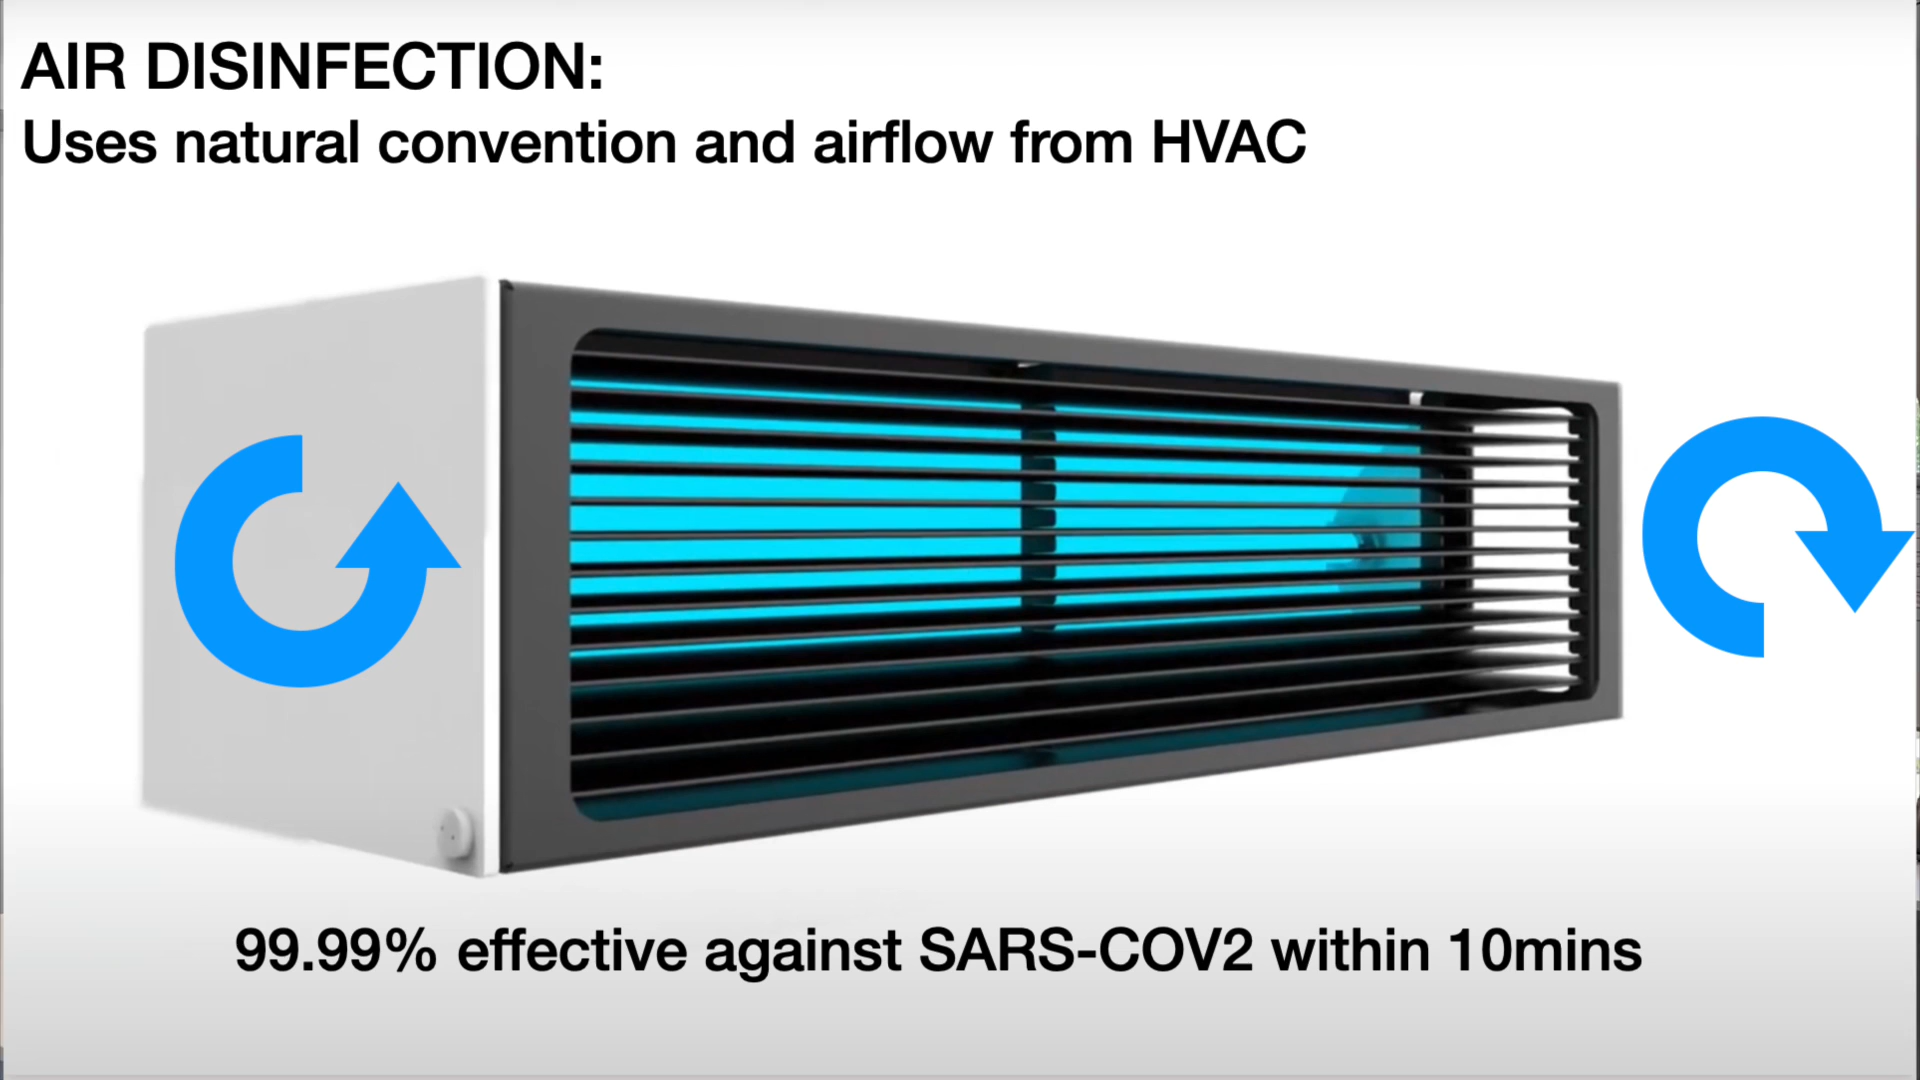 AIR DISINFECTION:
Uses natural convention and airflow from HVAC
99.99% effective against SARS-COV2 within 10mins